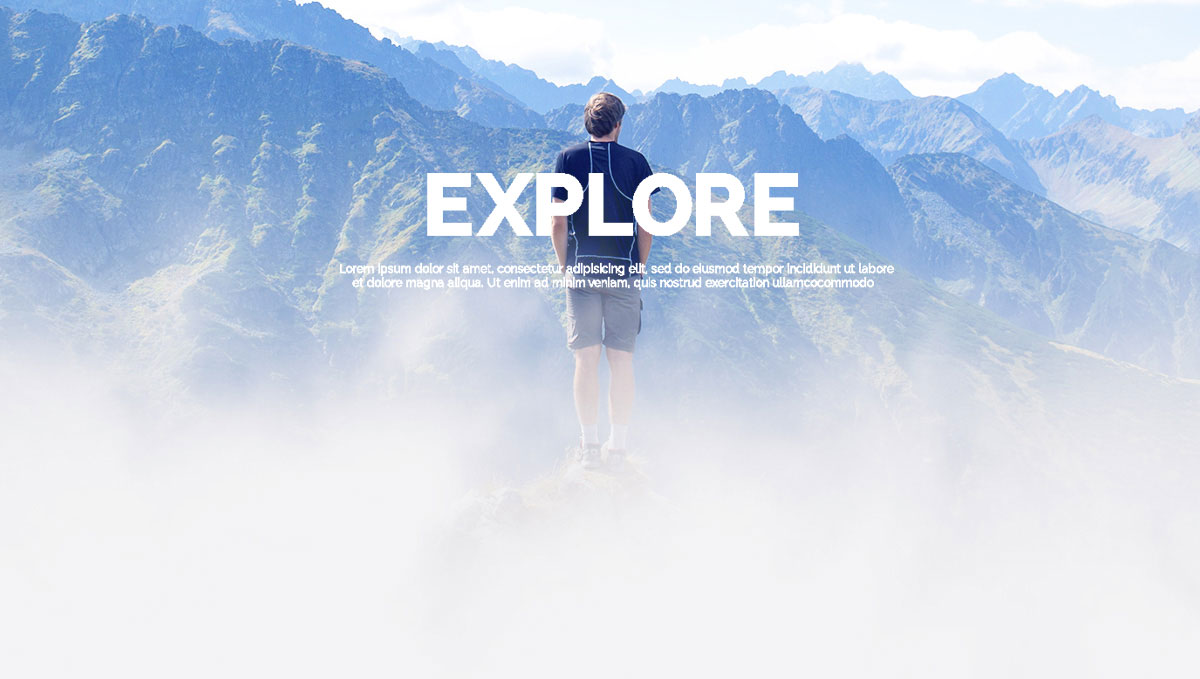 EXPLORE
Lorem ipsum dolor sit amet, consectetur adipisicing elit, sed do eiusmod tempor incididunt ut labore
et dolore magna aliqua. Ut enim ad minim veniam, quis nostrud exercitation ullamcocommodo